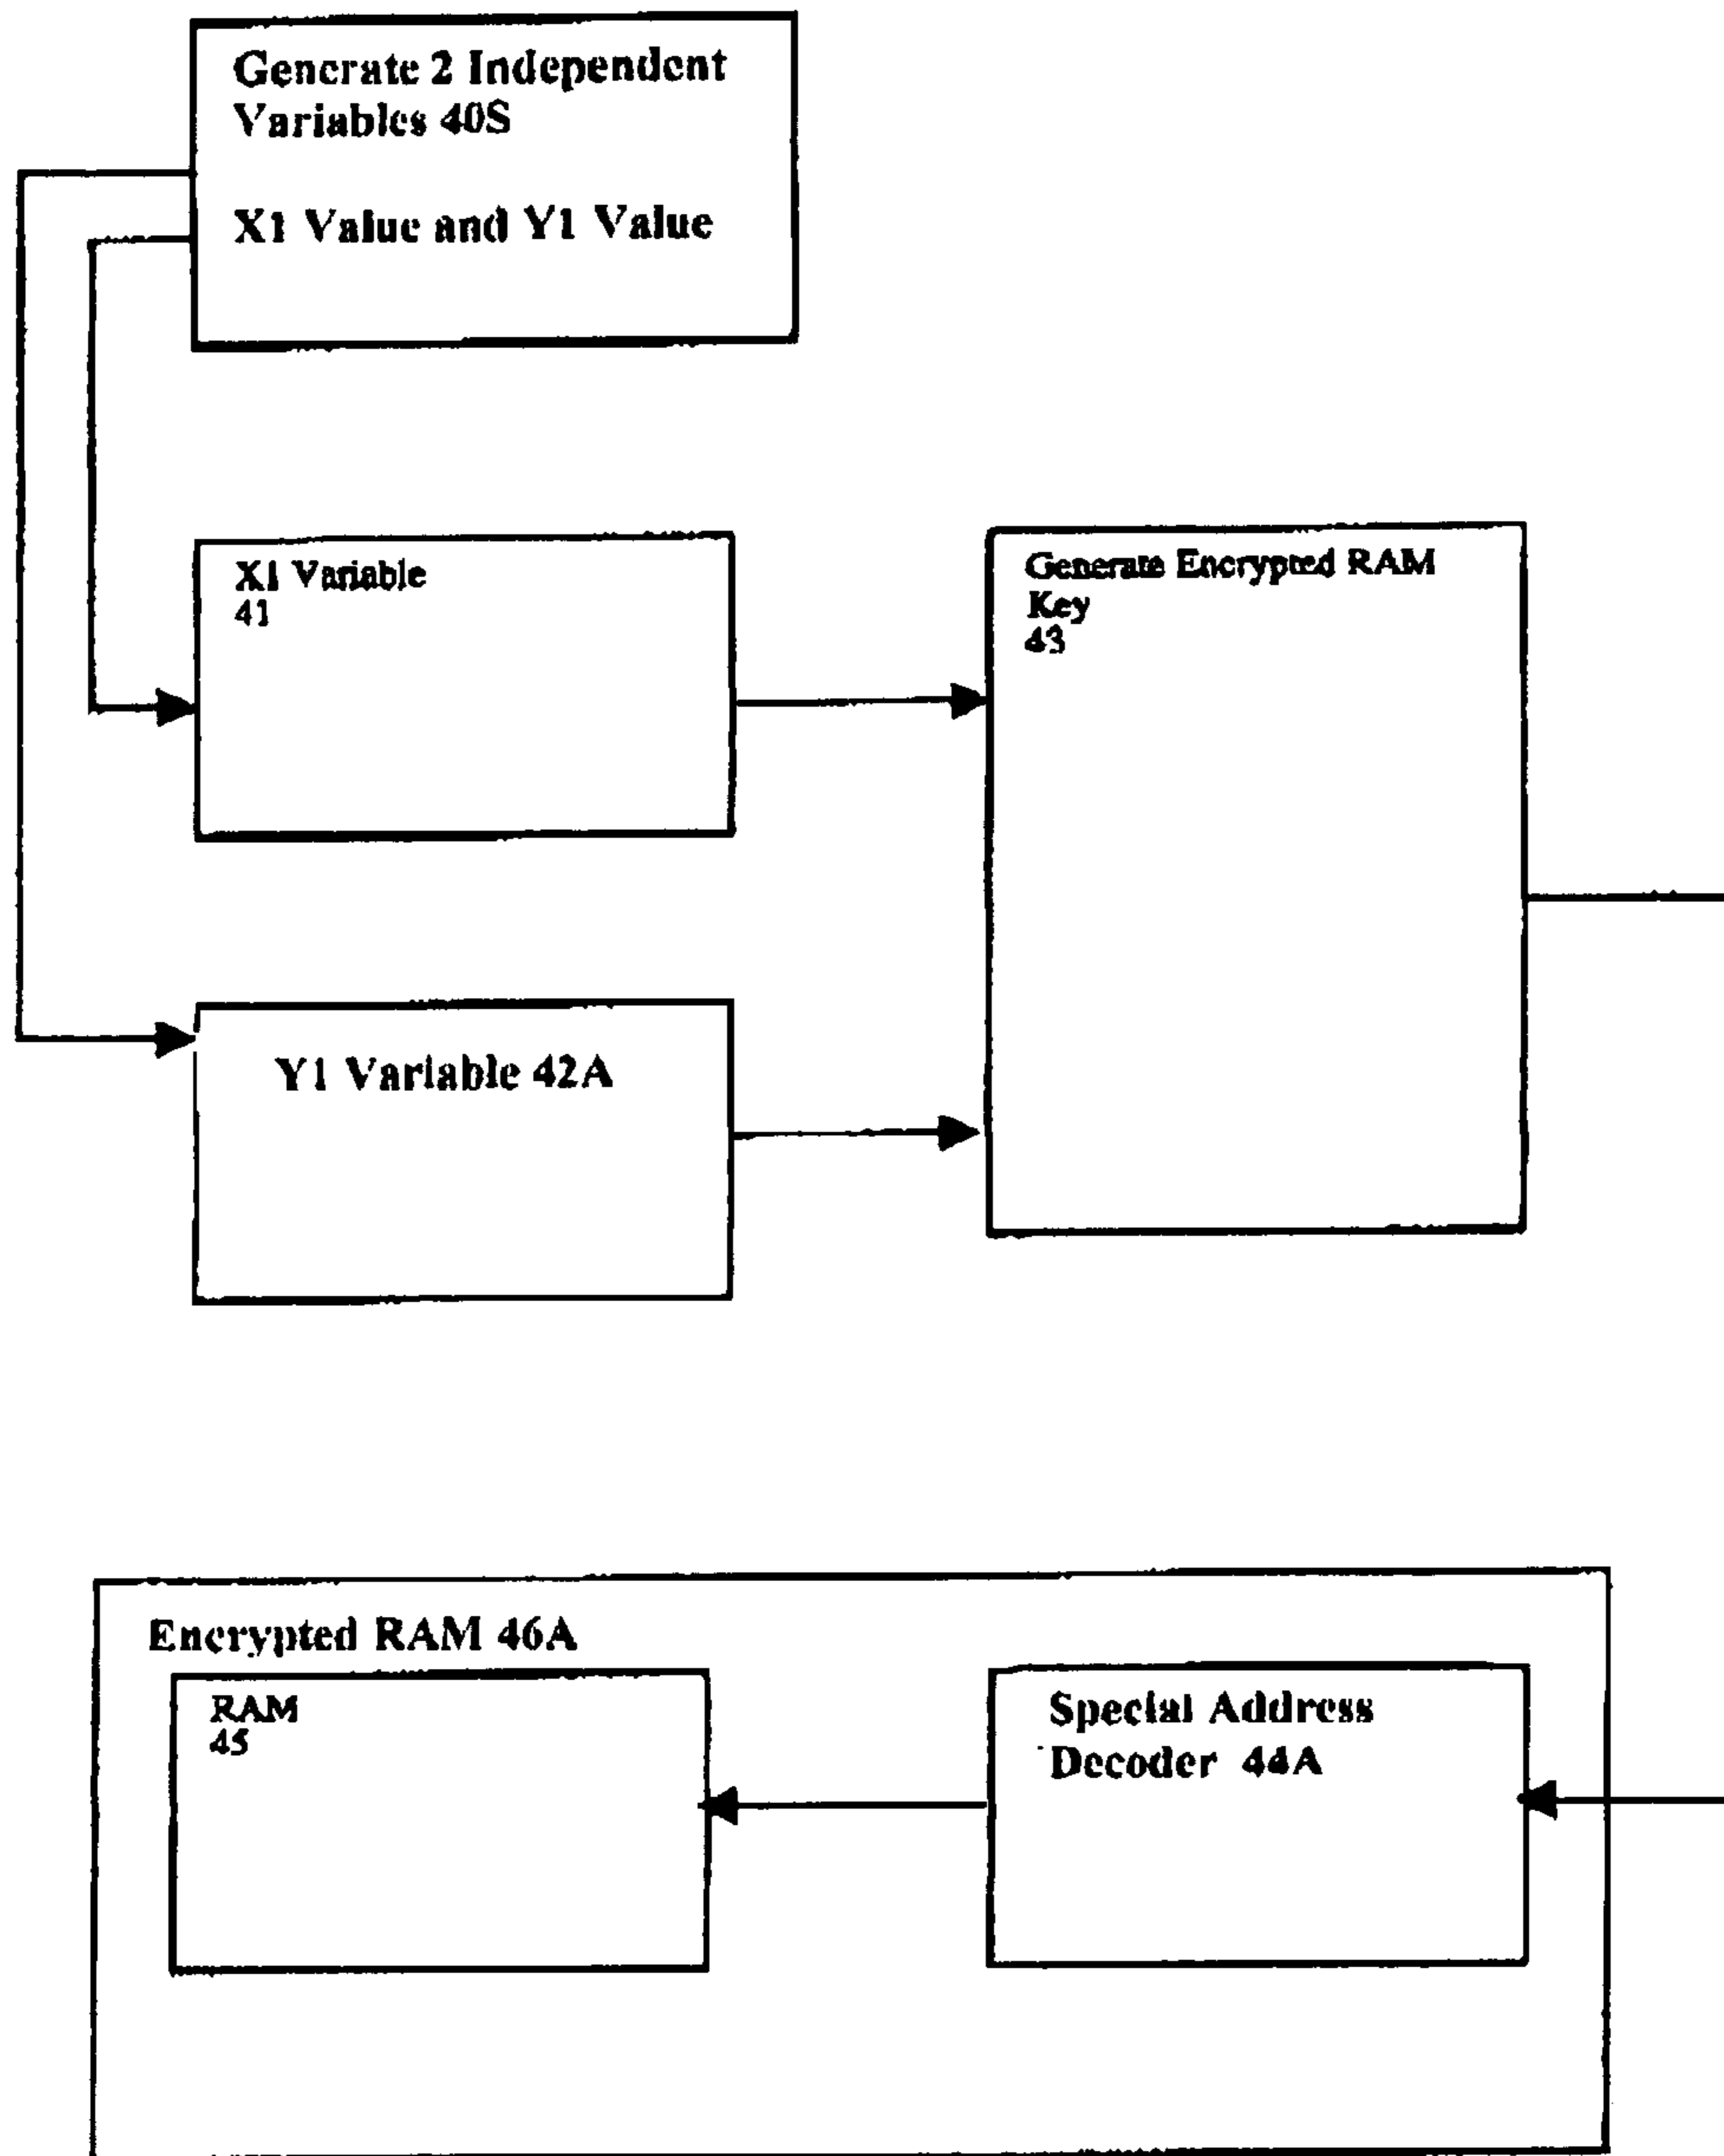 Generate 2 Independent
Variables 40S
X1 Value and Y1 Value
X1 Variable
41
Generate Encrypted RAM
Key
43
Y1 Variable 42A
Encrypted RAM 46A
RAM
45
Special Address
Decoder 44A